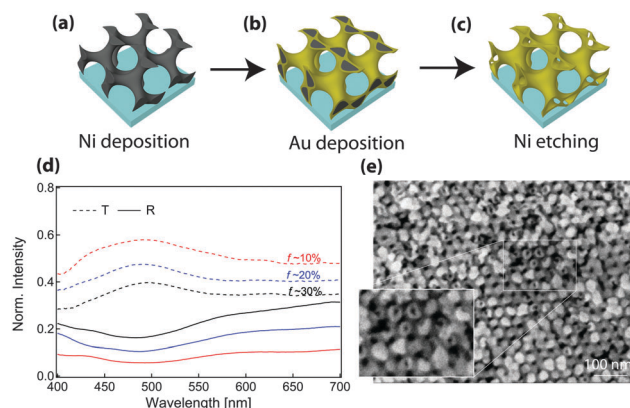 (a)
(b)
(c)
Ni deposition
Au deposition
Ni etching
(d)
(e)
0.8
0.6
0.4
0.2
0.0
Norm. Intensity
T
R
f~10%
f~20%
f~30%
400 450 500 550 600 650 700
Wavelength [nm]
100 nm